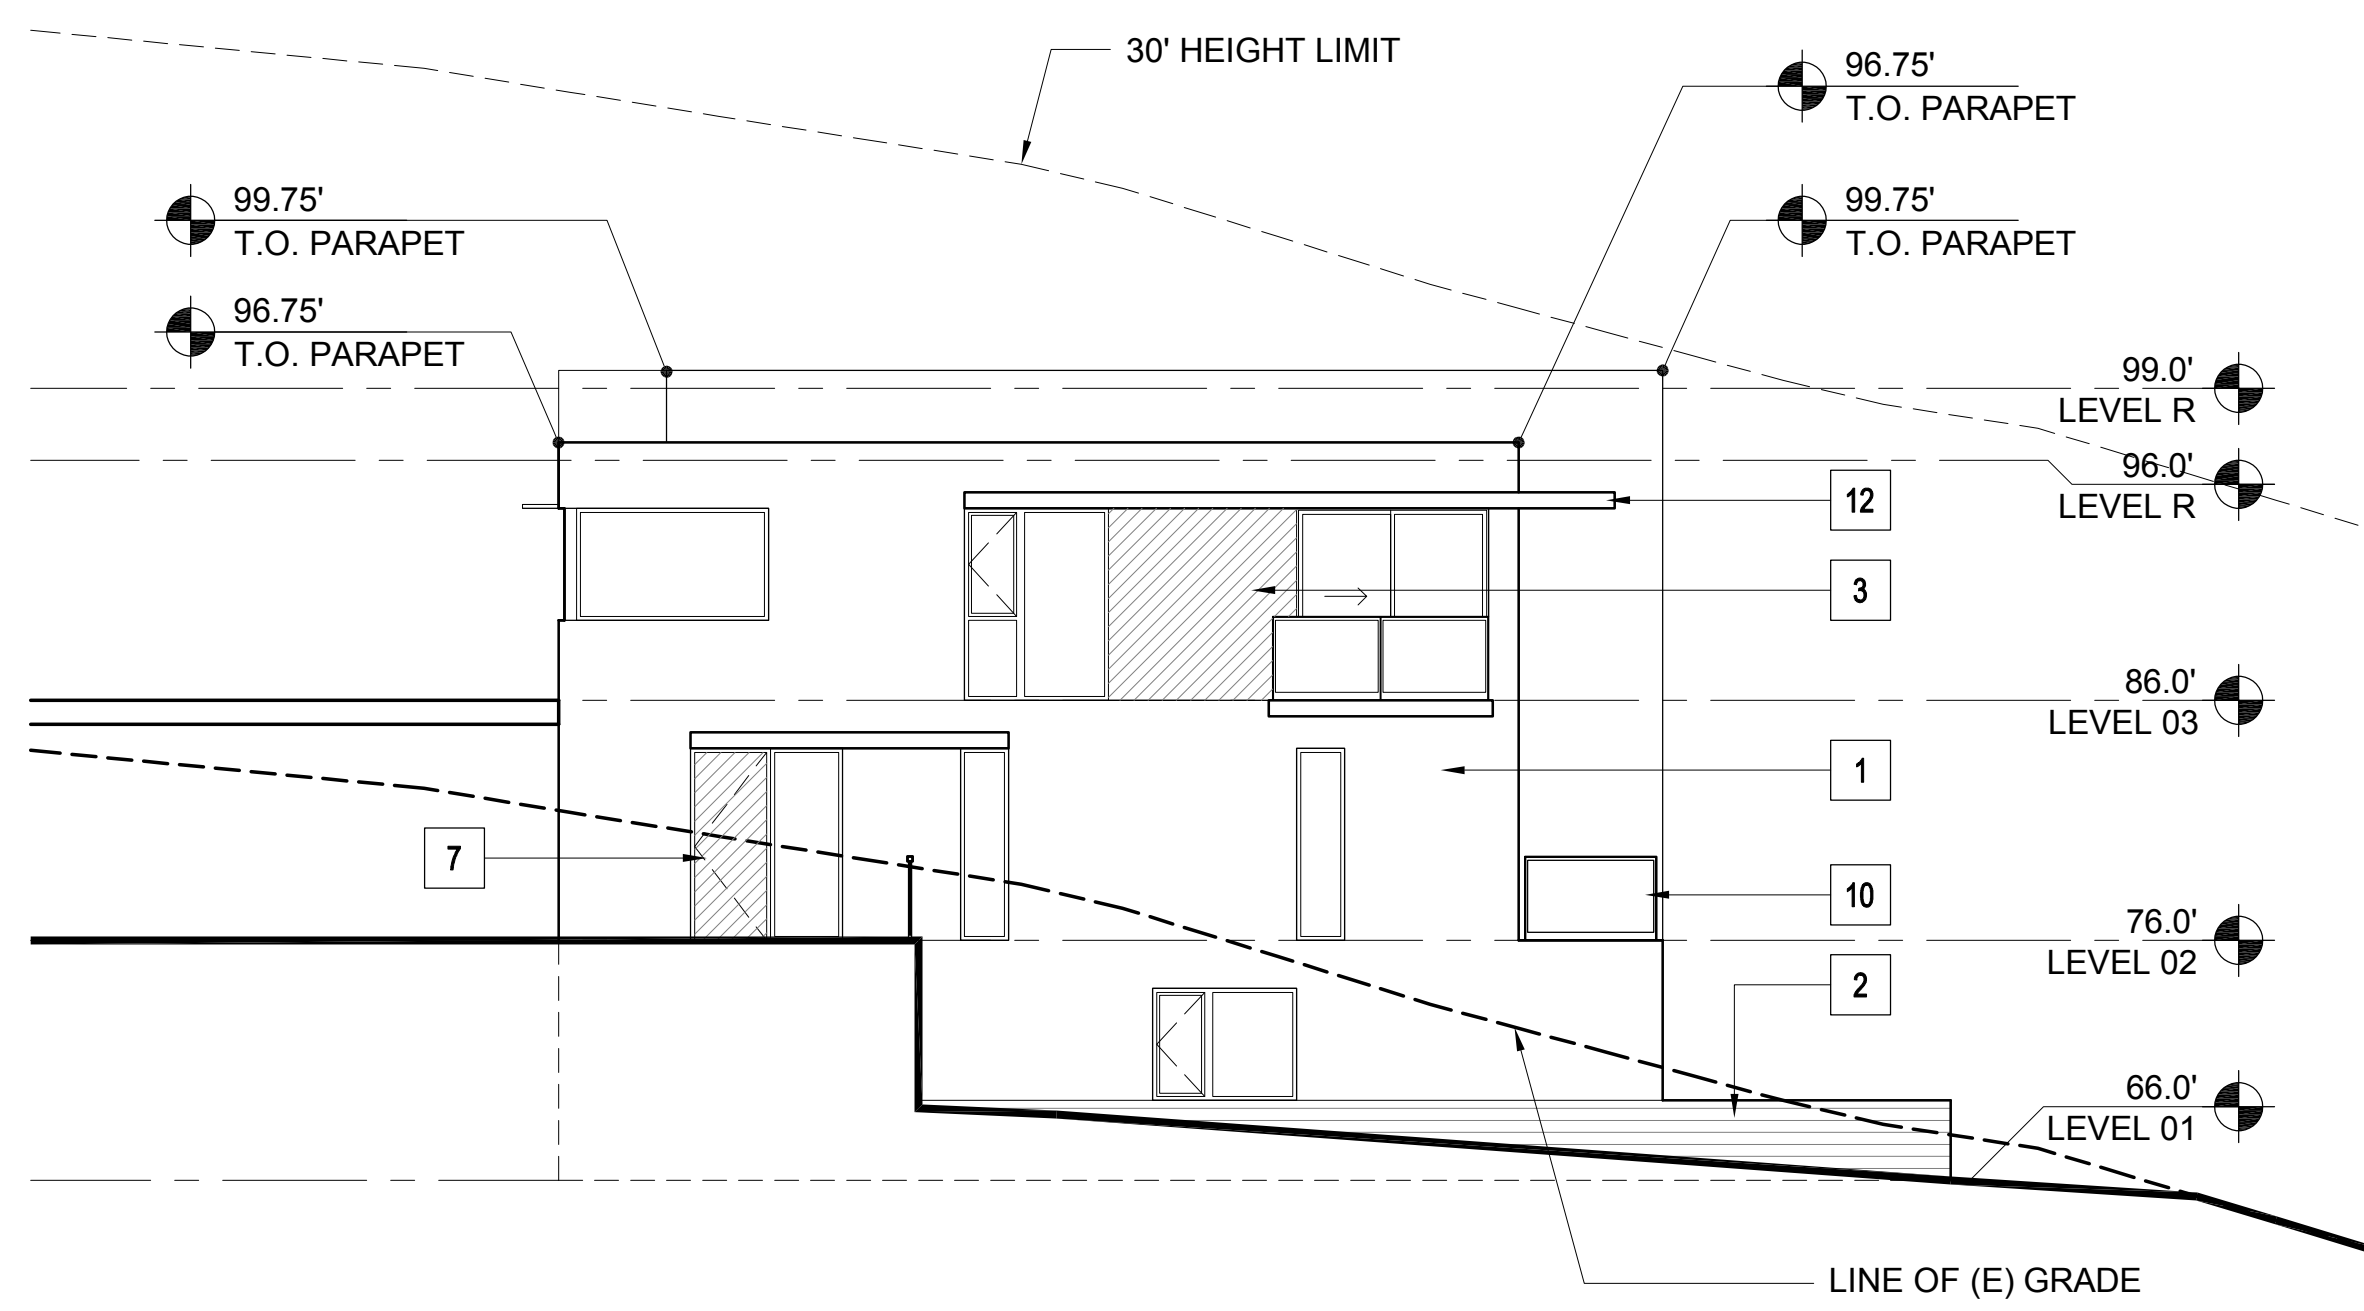 30' HEIGHT LIMIT
96.75'
T.O. PARAPET
99.75'
T.O. PARAPET
99.75'
T.O. PARAPET
96.75'
T.O. PARAPET
99.0'
LEVEL R
96.0'
LEVEL R
12
3
86.0'
LEVEL 03
1
7
10
76.0'
LEVEL 02
2
66.0'
LEVEL 01
LINE OF (E) GRADE